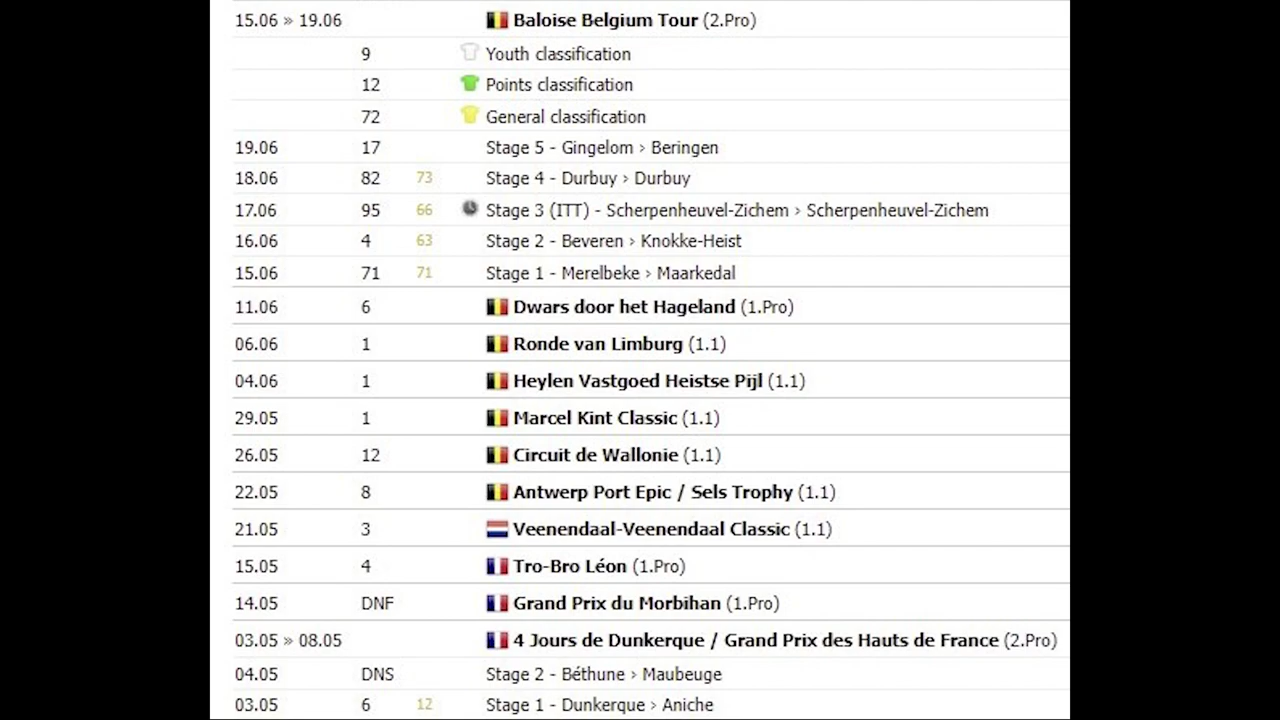 15.06 » 19.06 Baloise Belgium Tour (2.Pro)
9 Youth classification
12 Points classification
72 General classification
19.06 17 Stage 5 - Gingelom › Beringen
18.06 82 73 Stage 4 - Durbuy › Durbuy
17.06 95 66 Stage 3 (ITT) - Scherpenheuvel-Zichem › Scherpenheuvel-Zichem
16.06 4 63 Stage 2 - Beveren › Knokke-Heist
15.06 71 71 Stage 1 - Merelbeke › Maarkedal
11.06 6 Dwars door het Hageland (1.Pro)
06.06 1 Ronde van Limburg (1.1)
04.06 1 Heylen Vastgoed Heistse Pijl (1.1)
29.05 1 Marcel Kint Classic (1.1)
26.05 12 Circuit de Wallonie (1.1)
22.05 8 Antwerp Port Epic / Sels Trophy (1.1)
21.05 3 Veenendaal-Veenendaal Classic (1.1)
15.05 4 Tro-Bro Léon (1.Pro)
14.05 DNF Grand Prix du Morbihan (1.Pro)
03.05 » 08.05 4 Jours de Dunkerque / Grand Prix des Hauts de France (2.Pro)
04.05 DNS Stage 2 - Béthune › Maubeuge
03.05 6 12 Stage 1 - Dunkerque › Aniche